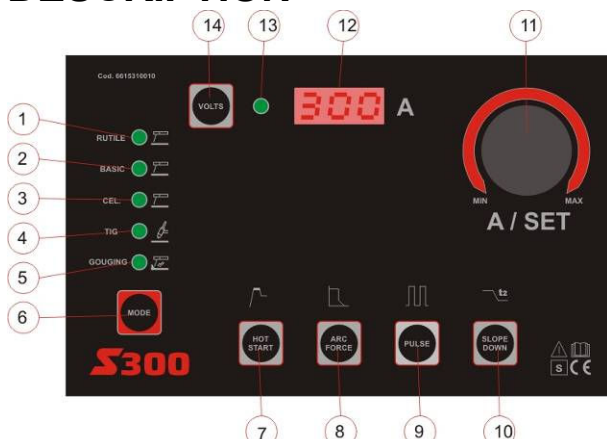 14
13
12
11
Cod. 6615310010
VOLTS
300 A
1
RUTILE
2
BASIC
3
CEL.
MIN
MAX
4
TIG
A / SET
5
GOUGING
t2
6
MODE
HOT
START
ARC
FORCE
PULSE
SLOPE
DOWN
S300
S CE
7
8
9
10